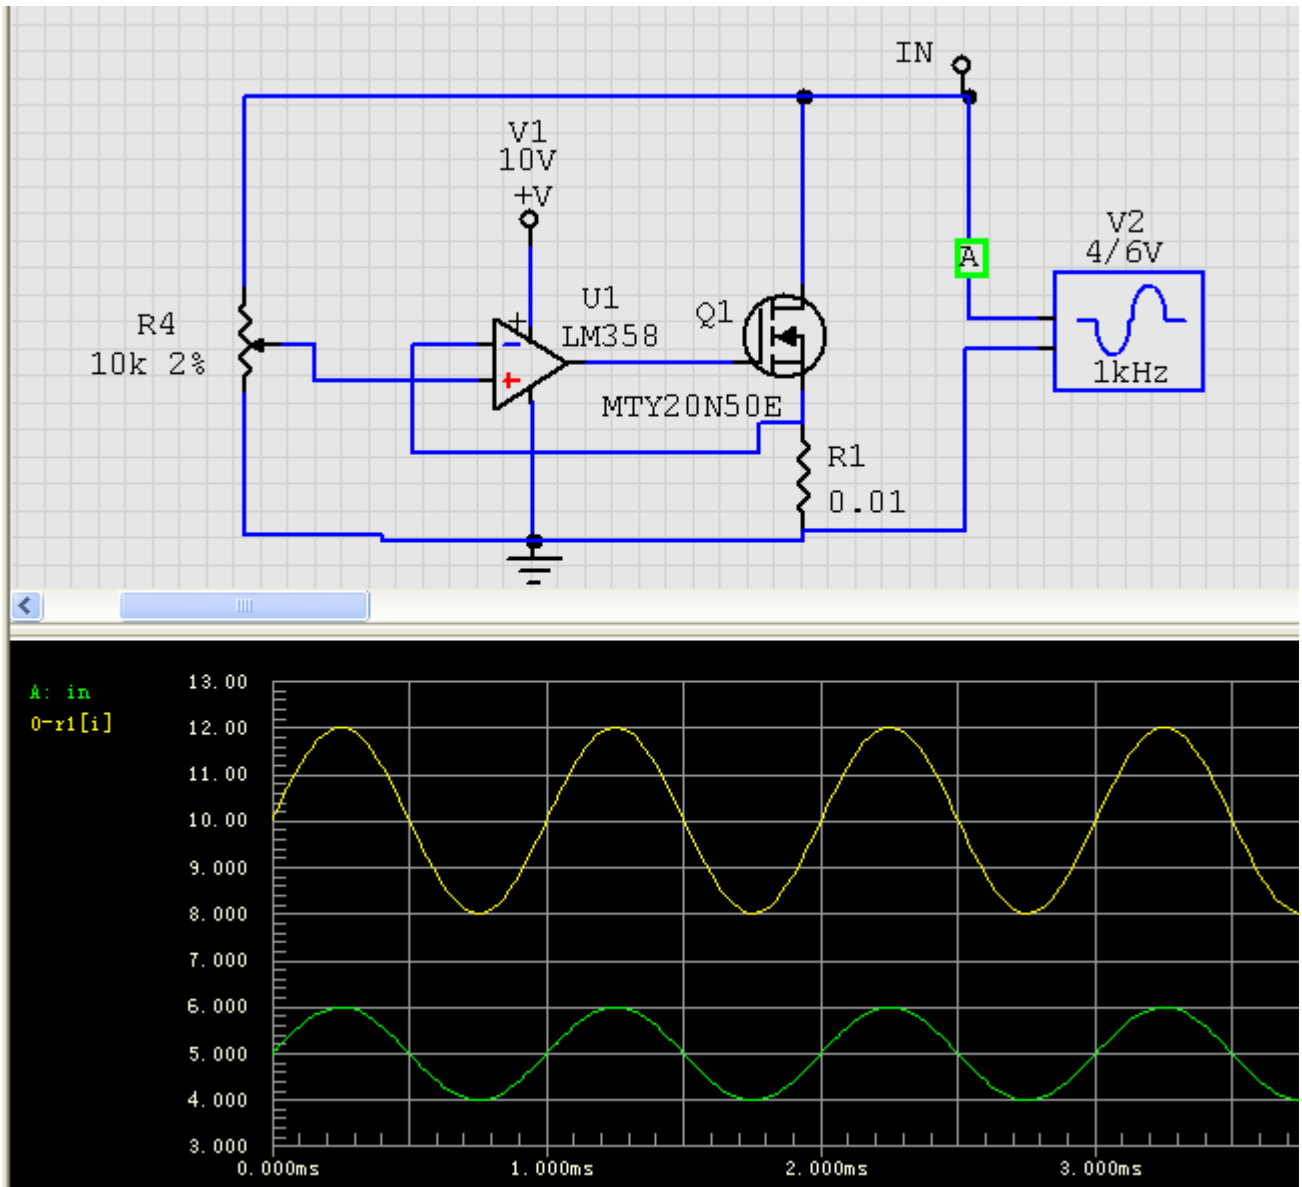 IN
V1
10V
+V
V2
4/6V
A
U1
LM358
Q1
R4
10k 2%
+
-
+
1kHz
MTY20N50E
R1
0.01
A: in
0-r1[i]
13.00
12.00
11.00
10.00
9.000
8.000
7.000
6.000
5.000
4.000
3.000
0.000ms 1.000ms 2.000ms 3.000ms